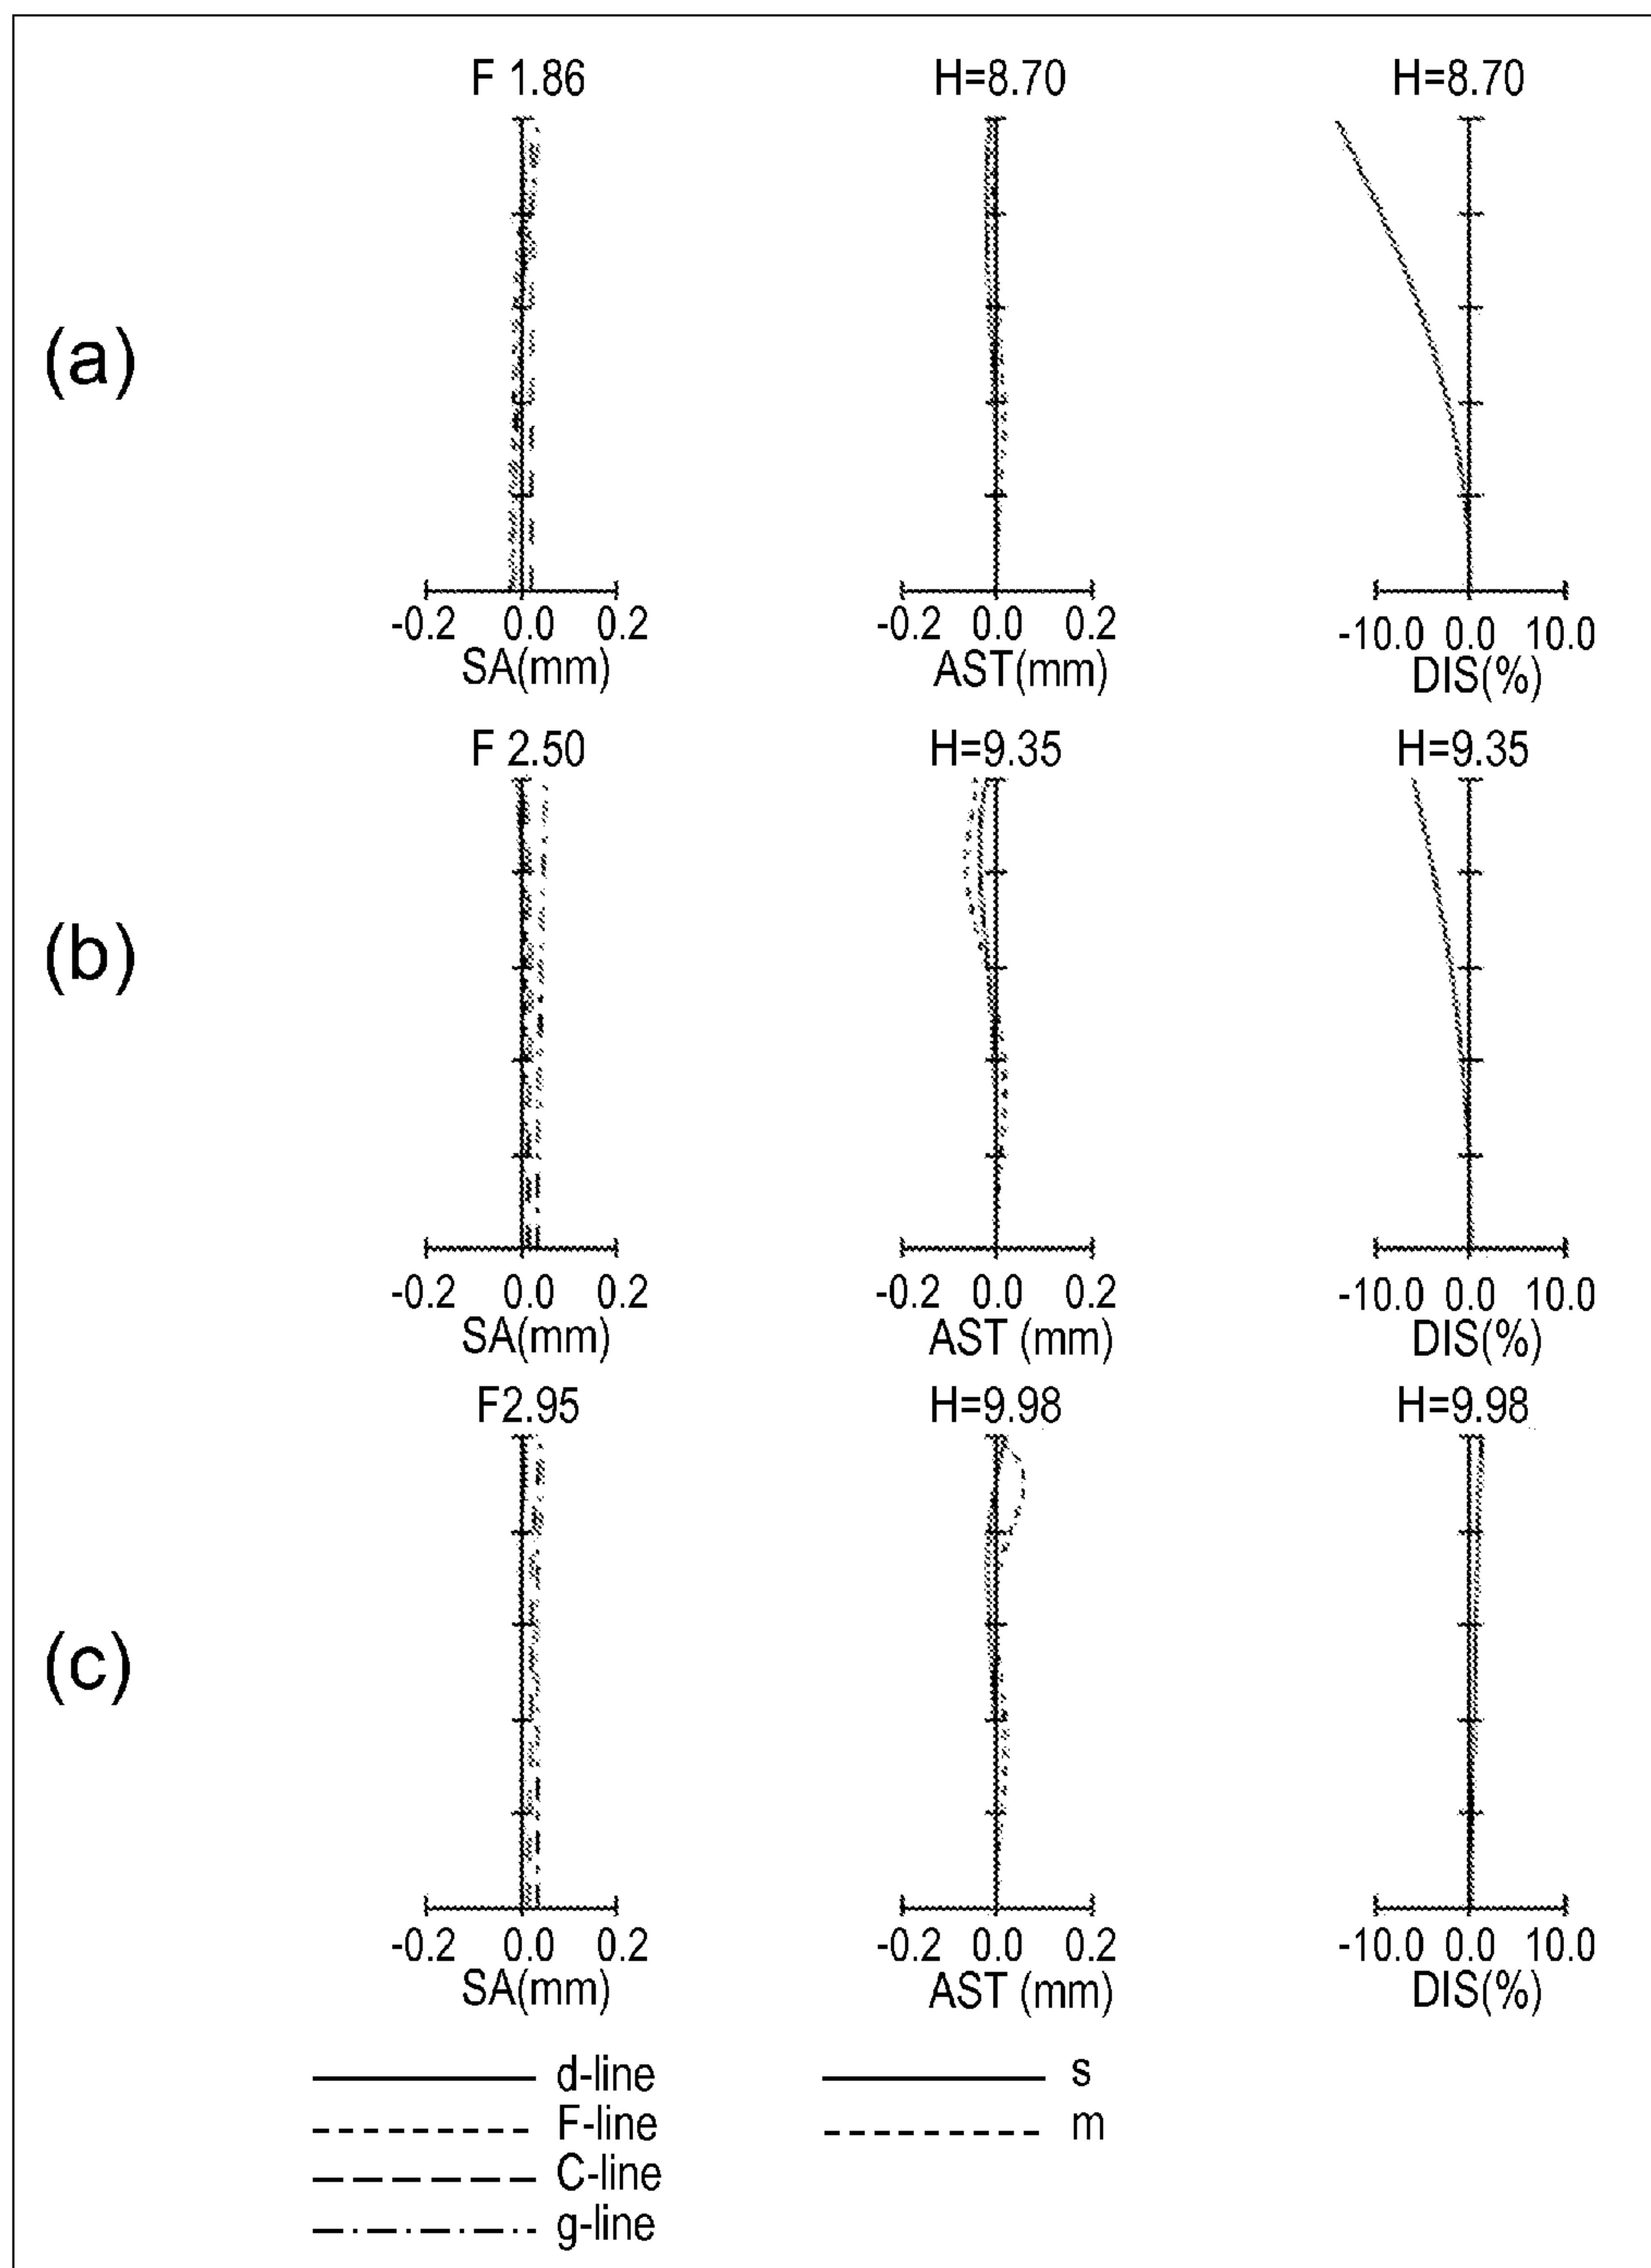 F 1.86 H=8.70 H=8.70
(a)
-0.2 0.0 0.2 -0.2 0.0 0.2 -10.0 0.0 10.0
SA(mm) AST(mm) DIS(%)
F 2.50 H=9.35 H=9.35
(b)
-0.2 0.0 0.2 -0.2 0.0 0.2 -10.0 0.0 10.0
SA(mm) AST (mm) DIS(%)
F2.95 H=9.98 H=9.98
(c)
-0.2 0.0 0.2 -0.2 0.0 0.2 -10.0 0.0 10.0
SA(mm) AST (mm) DIS(%)
d-line s
F-line m
C-line
g-line